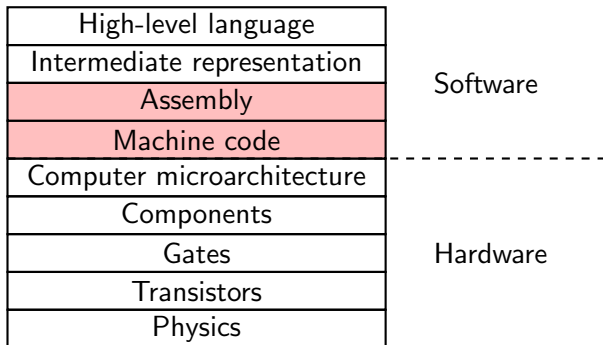 High-level language
Intermediate representation
Assembly
Machine code
Computer microarchitecture
Components
Gates
Transistors
Physics
Software
Hardware